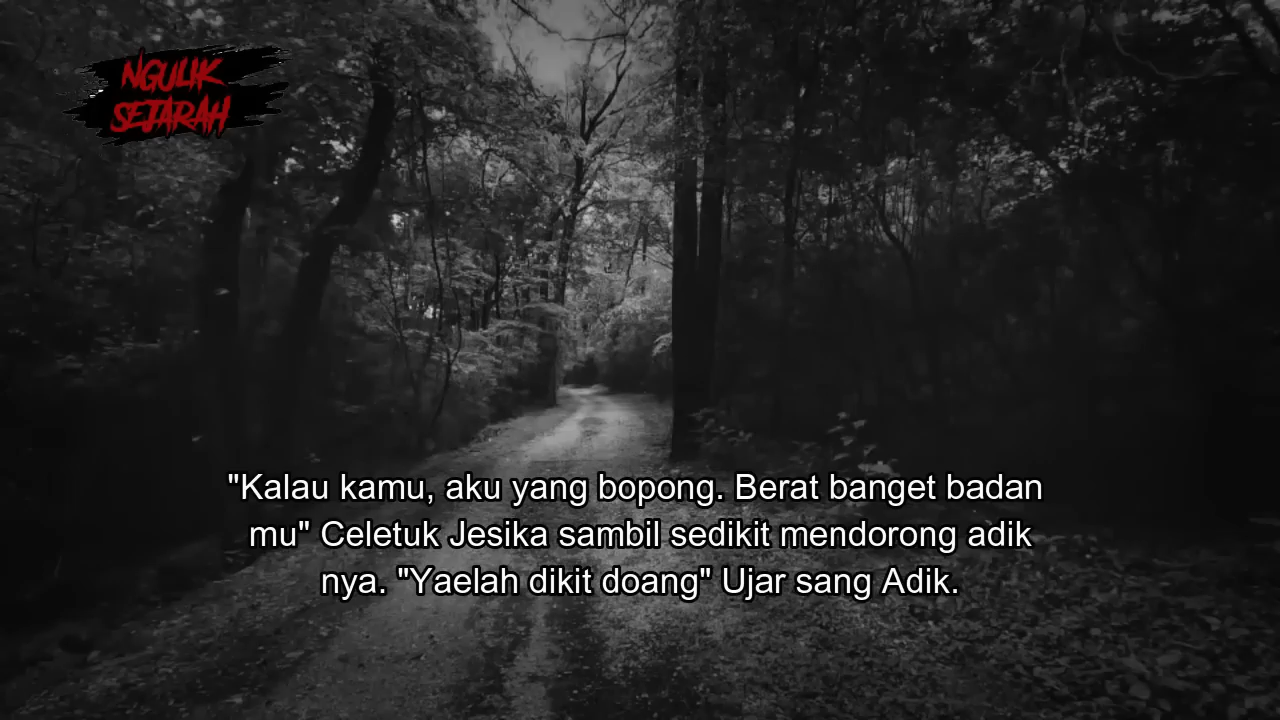 NGULIK
SEJARAH
"Kalau kamu, aku yang bopong. Berat banget badan
mu" Celetuk Jesika sambil sedikit mendorong adik
nya. "Yaelah dikit doang" Ujar sang Adik.